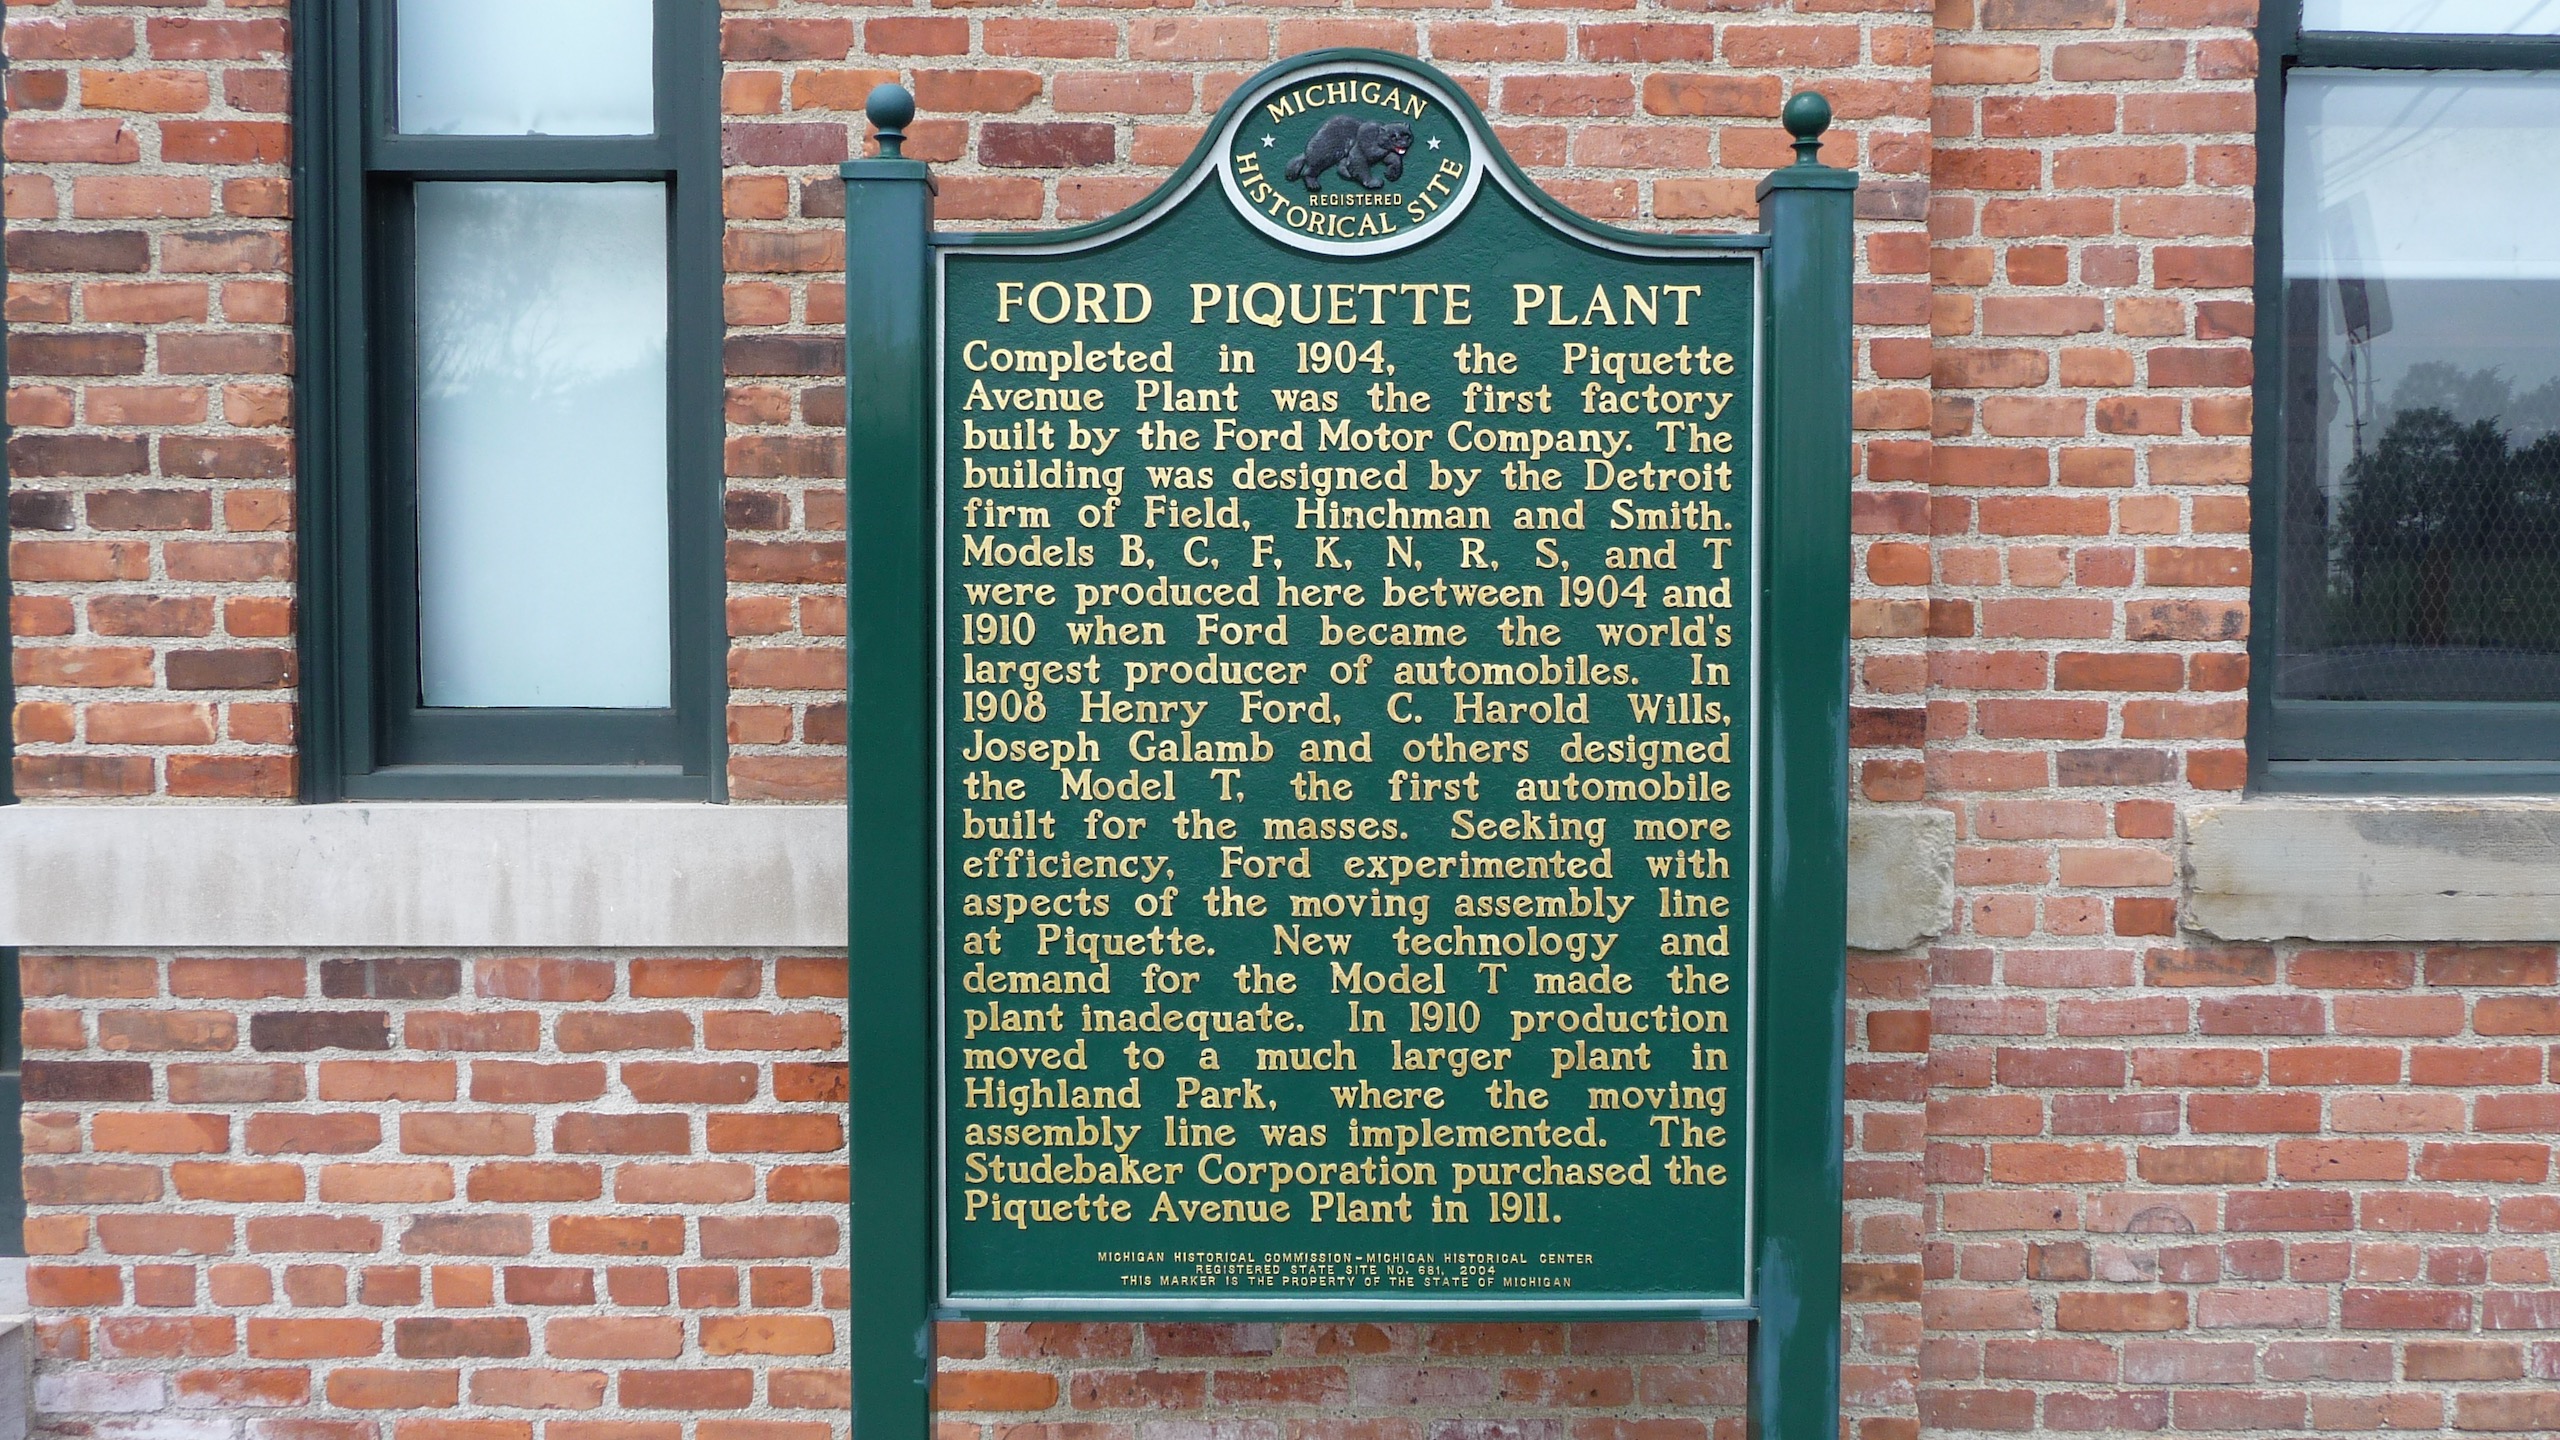 MICHIGAN
REGISTERED
HISTORICAL SITE
FORD PIQUETTE PLANT
Completed in 1904, the Piquette
Avenue Plant was the first factory
built by the Ford Motor Company. The
building was designed by the Detroit
firm of Field, Hinchman and Smith.
Models B, C, F, K, N, R, S, and T
were produced here between 1904 and
1910 when Ford became the world's
largest producer of automobiles. In
1908 Henry Ford, C. Harold Wills,
Joseph Galamb and others designed
the Model T, the first automobile
built for the masses. Seeking more
efficiency, Ford experimented with
aspects of the moving assembly line
at Piquette. New technology and
demand for the Model T made the
plant inadequate. In 1910 production
moved to a much larger plant in
Highland Park, where the moving
assembly line was implemented. The
Studebaker Corporation purchased the
Piquette Avenue Plant in 1911.
MICHIGAN HISTORICAL COMMISSION–MICHIGAN HISTORICAL CENTER
REGISTERED STATE SITE NO. 681, 2004
THIS MARKER IS THE PROPERTY OF THE STATE OF MICHIGAN